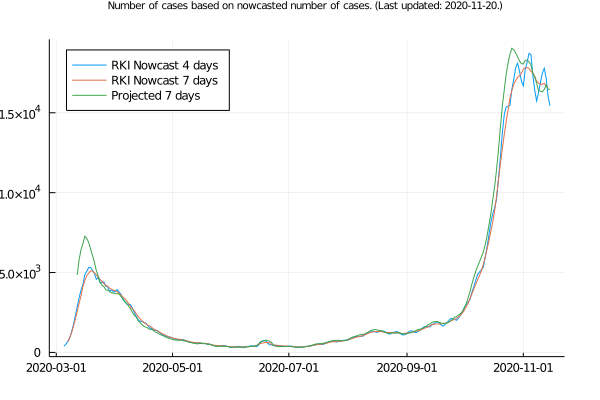 Number of cases based on nowcasted number of cases. (Last updated: 2020-11-20.)
RKI Nowcast 4 days
RKI Nowcast 7 days
Projected 7 days
1.5×10⁴
1.0×10⁴
5.0×10³
0
2020-03-01 2020-05-01 2020-07-01 2020-09-01 2020-11-01